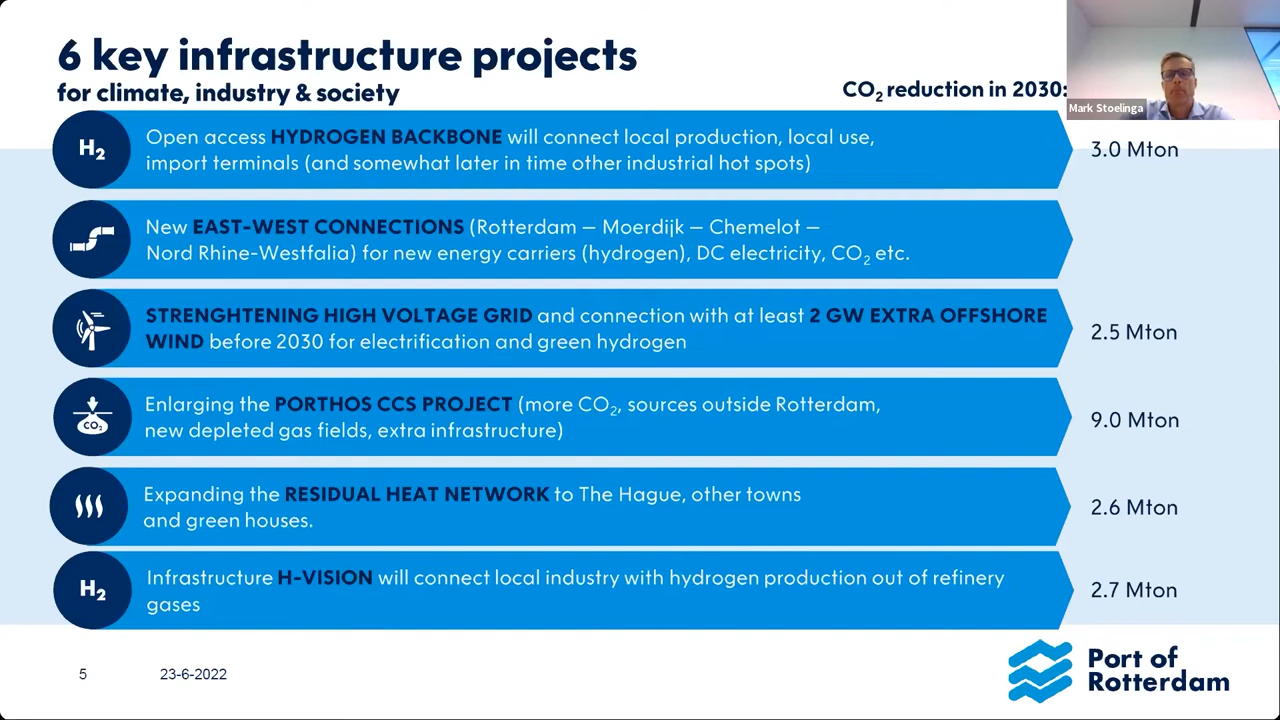 6 key infrastructure projects
for climate, industry & society
CO₂ reduction in 2030:
Mark Stoelinga
H₂
Open access HYDROGEN BACKBONE will connect local production, local use,
import terminals (and somewhat later in time other industrial hot spots)
3.0 Mton
New EAST-WEST CONNECTIONS (Rotterdam – Moerdijk – Chemelot –
Nord Rhine-Westfalia) for new energy carriers (hydrogen), DC electricity, CO₂ etc.
STRENGHTENING HIGH VOLTAGE GRID and connection with at least 2 GW EXTRA OFFSHORE
WIND before 2030 for electrification and green hydrogen
2.5 Mton
CO₂
Enlarging the PORTHOS CCS PROJECT (more CO₂, sources outside Rotterdam,
new depleted gas fields, extra infrastructure)
9.0 Mton
Expanding the RESIDUAL HEAT NETWORK to The Hague, other towns
and green houses.
2.6 Mton
H₂
Infrastructure H-VISION will connect local industry with hydrogen production out of refinery
gases
2.7 Mton
5
23-6-2022
Port of
Rotterdam